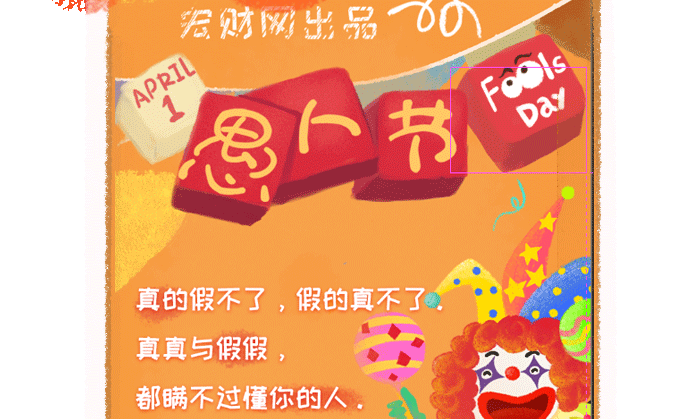 宏财网出品
APRIL
1
愚人节
Fools
Day
真的假不了，假的真不了．
真真与假假，
都瞒不过懂你的人．